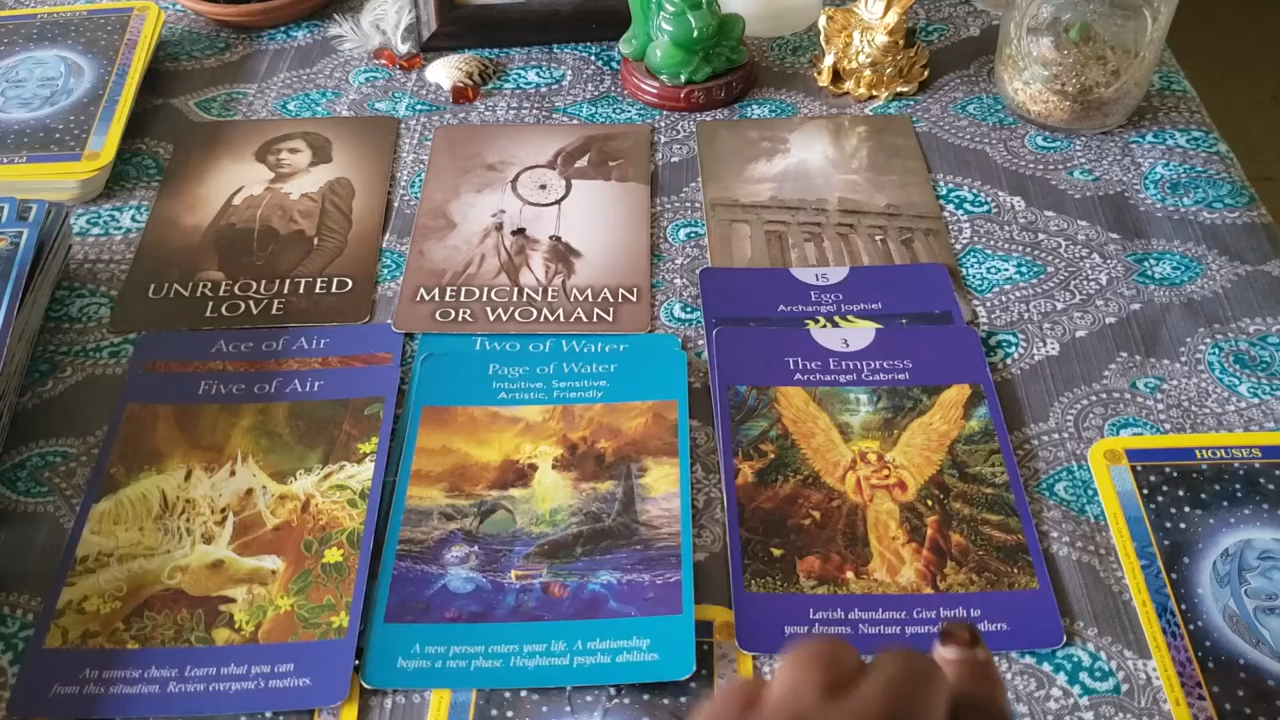 PLANETS
UNREQUITED
LOVE
MEDICINE MAN
OR WOMAN
15
Ego
Archangel Jophiel
Ace of Air
Five of Air
An unwise choice. Learn what you can
from this situation. Review everyone's motives.
Two of Water
Page of Water
Intuitive, Sensitive,
Artistic, Friendly
A new person enters your life. A relationship
begins a new phase. Heightened psychic abilities.
3
The Empress
Archangel Gabriel
Lavish abundance. Give birth to
your dreams. Nurture yourself others.
HOUSES